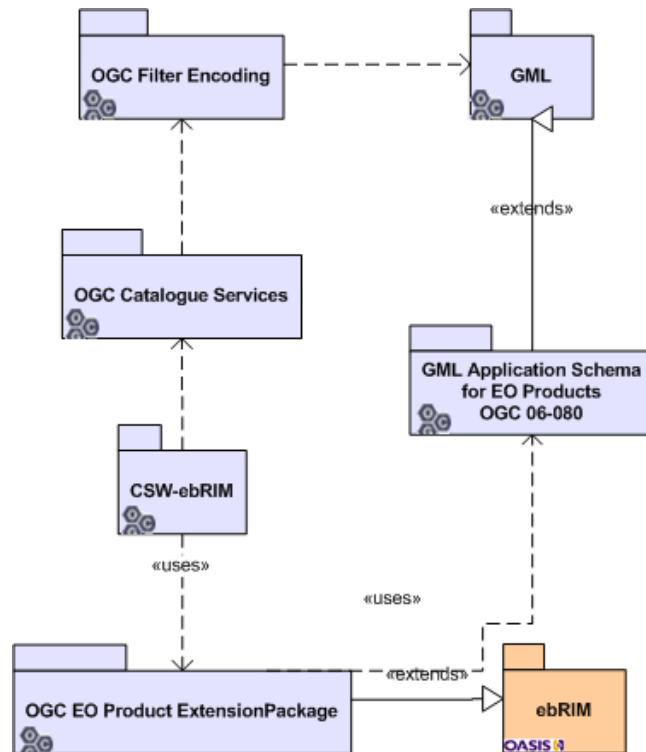 OGC Filter Encoding
GML
«extends»
OGC Catalogue Services
GML Application Schema
for EO Products
OGC 06-080
CSW-ebRIM
«uses»
«uses»
«extends»
OGC EO Product ExtensionPackage
ebRIM
OASIS